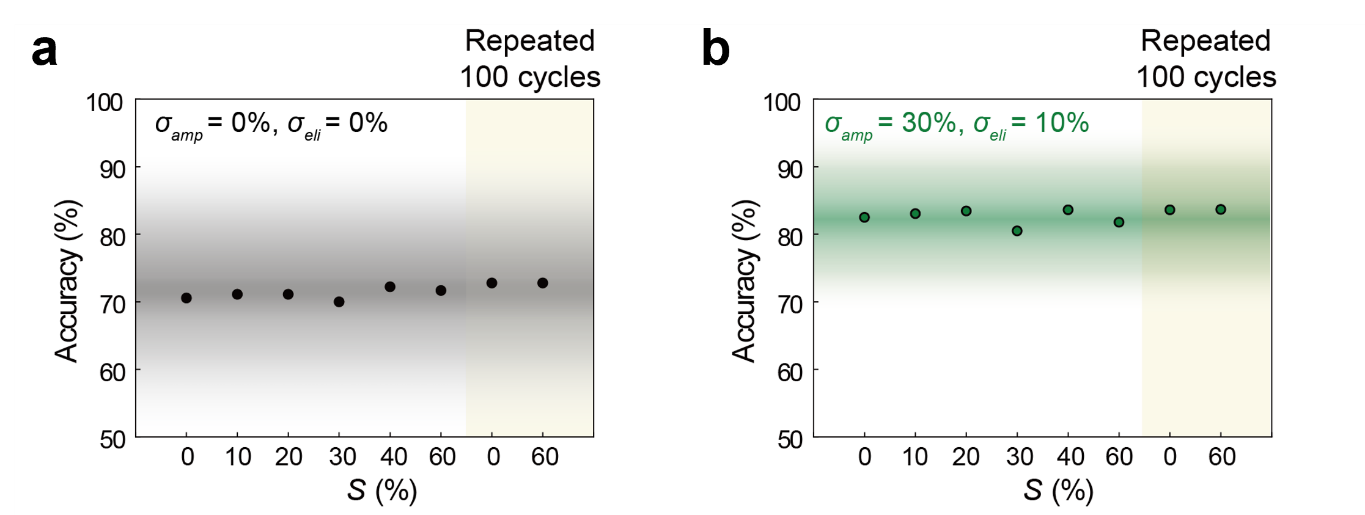 a
Repeated
100 cycles
σamp = 0%, σeli = 0%
100
90
80
70
60
50
Accuracy (%)
0 10 20 30 40 60 0 60
S (%)
b
Repeated
100 cycles
σamp = 30%, σeli = 10%
100
90
80
70
60
50
Accuracy (%)
0 10 20 30 40 60 0 60
S (%)